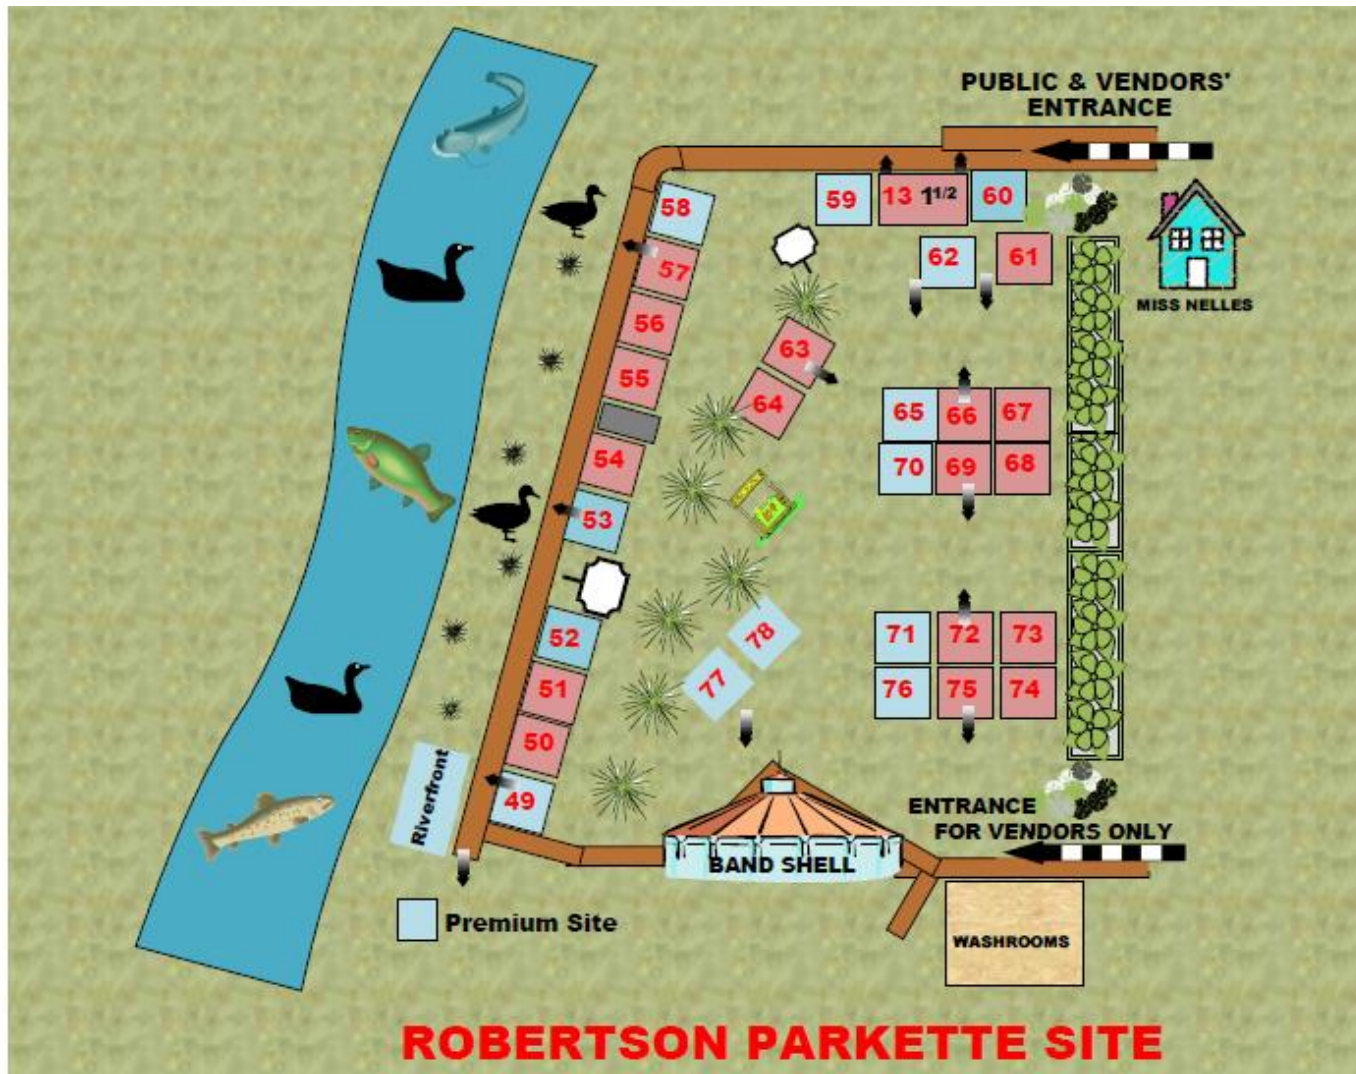 PUBLIC & VENDORS'
ENTRANCE
58
59
13 1 1/2
60
57
62
61
MISS NELLES
56
63
55
64
65
66
67
54
70
69
68
53
52
78
71
72
73
51
77
76
75
74
50
Riverfront
49
ENTRANCE
FOR VENDORS ONLY
BAND SHELL
Premium Site
WASHROOMS
ROBERTSON PARKETTE SITE